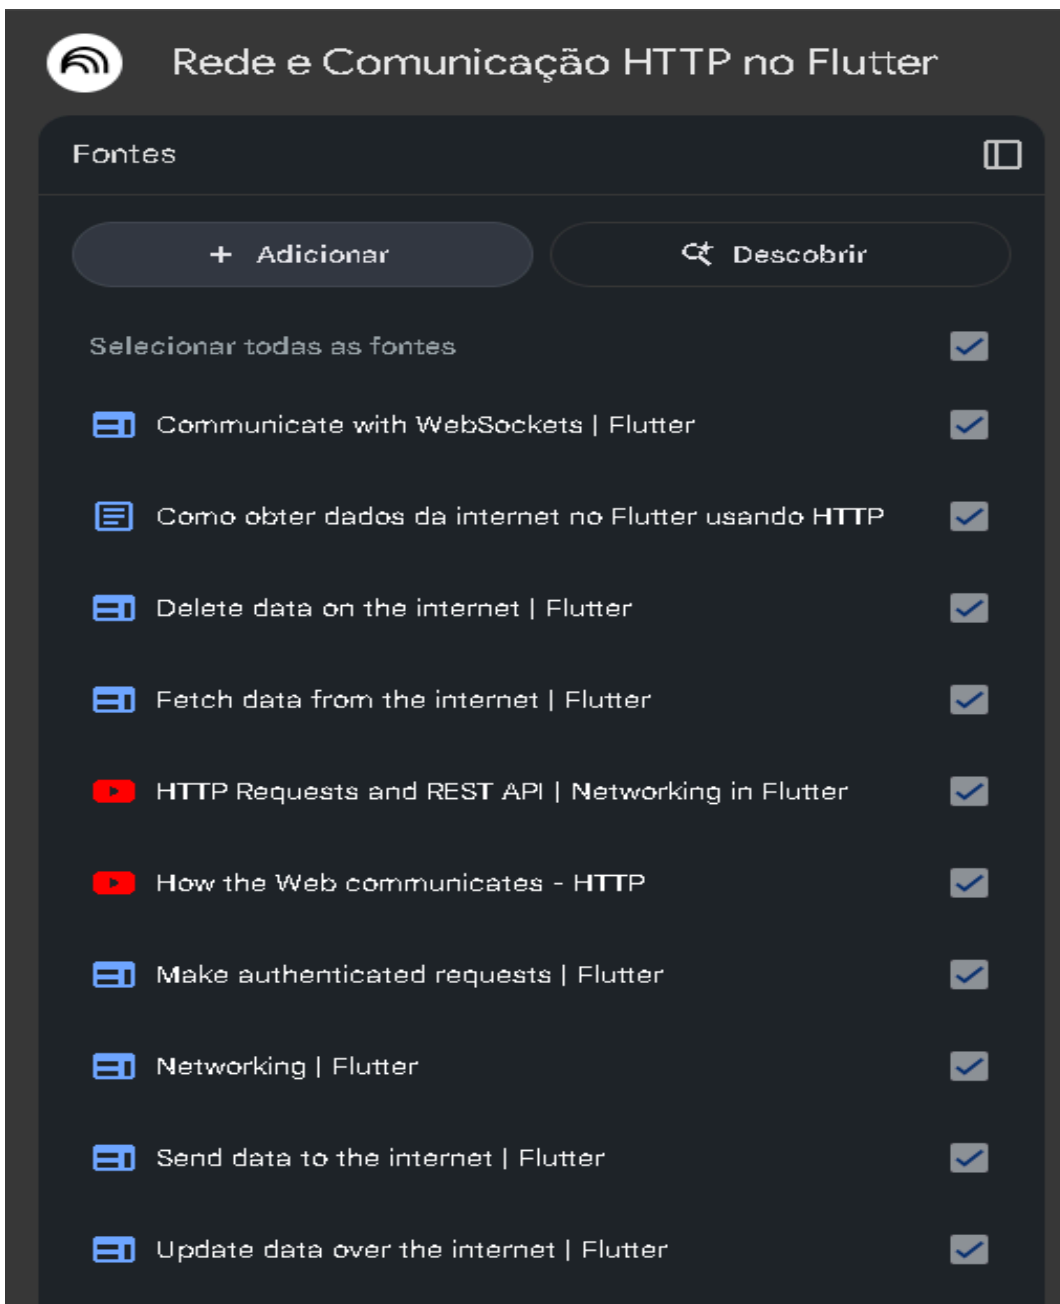 Rede e Comunicação HTTP no Flutter
Fontes
+ Adicionar
Descobrir
Selecionar todas as fontes
Communicate with WebSockets | Flutter
Como obter dados da internet no Flutter usando HTTP
Delete data on the internet | Flutter
Fetch data from the internet | Flutter
HTTP Requests and REST API | Networking in Flutter
How the Web communicates - HTTP
Make authenticated requests | Flutter
Networking | Flutter
Send data to the internet | Flutter
Update data over the internet | Flutter